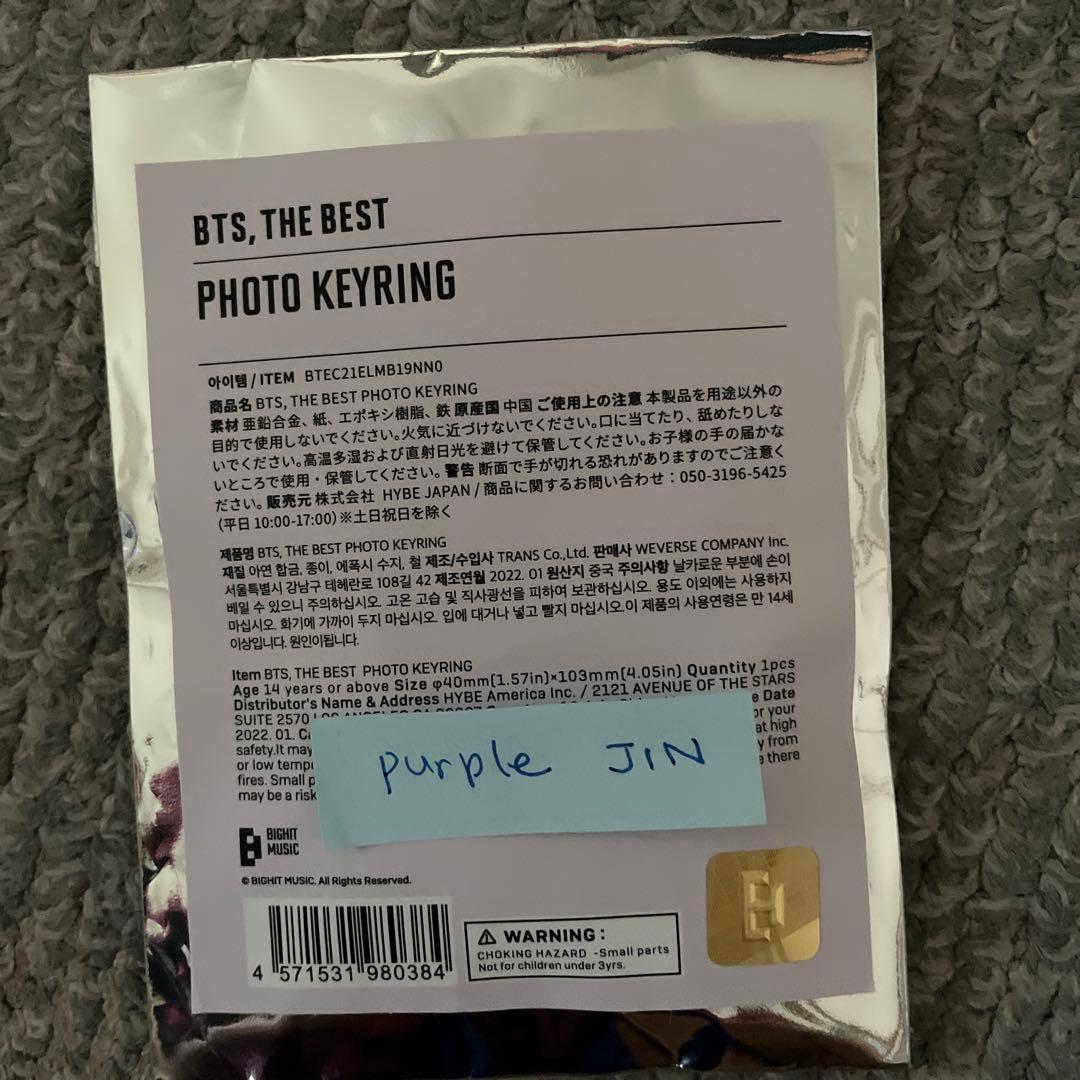 BTS, THE BEST
PHOTO KEYRING
아이템 / ITEM BTEC21ELMB19NN0
商品名 BTS, THE BEST PHOTO KEYRING
素材 亜鉛合金、紙、エポキシ樹脂、鉄 原産国 中国 ご使用上の注意 本製品を用途以外の
目的で使用しないでください。火気に近づけないでください。口に当てたり、舐めたりしな
いでください。高温多湿および直射日光を避けて保管してください。お子様の手の届かな
いところで使用・保管してください。警告 断面で手が切れる恐れがありますのでご注意く
ださい。販売元 株式会社 HYBE JAPAN / 商品に関するお問い合わせ：050-3196-5425
(平日 10:00-17:00) ※土日祝日を除く
제품명 BTS, THE BEST PHOTO KEYRING
재질 아연 합금, 종이, 에폭시 수지, 철 제조/수입사 TRANS Co.,Ltd. 판매사 WEVERSE COMPANY Inc.
서울특별시 강남구 테헤란로 108길 42 제조연월 2022. 01 원산지 중국 주의사항 날카로운 부분에 손이
베일 수 있으니 주의하십시오. 고온 고습 및 직사광선을 피하여 보관하십시오. 용도 이외에는 사용하지
마십시오. 화기에 가까이 두지 마십시오. 입에 대거나 넣고 빨지 마십시오.이 제품의 사용연령은 만 14세
이상입니다. 원인이됩니다.
Item BTS, THE BEST PHOTO KEYRING
Age 14 years or above Size φ40mm(1.57in)×103mm(4.05in) Quantity 1pcs
Distributor's Name & Address HYBE America Inc. / 2121 AVENUE OF THE STARS
SUITE 2570 Date
2022. 01. or your
safety.It may at high
or low temp y from
fires. Small there
may be a risk
purple JIN
BIGHIT
MUSIC
© BIGHIT MUSIC. All Rights Reserved.
4 571531 980384
⚠ WARNING :
CHOKING HAZARD -Small parts
Not for children under 3yrs.